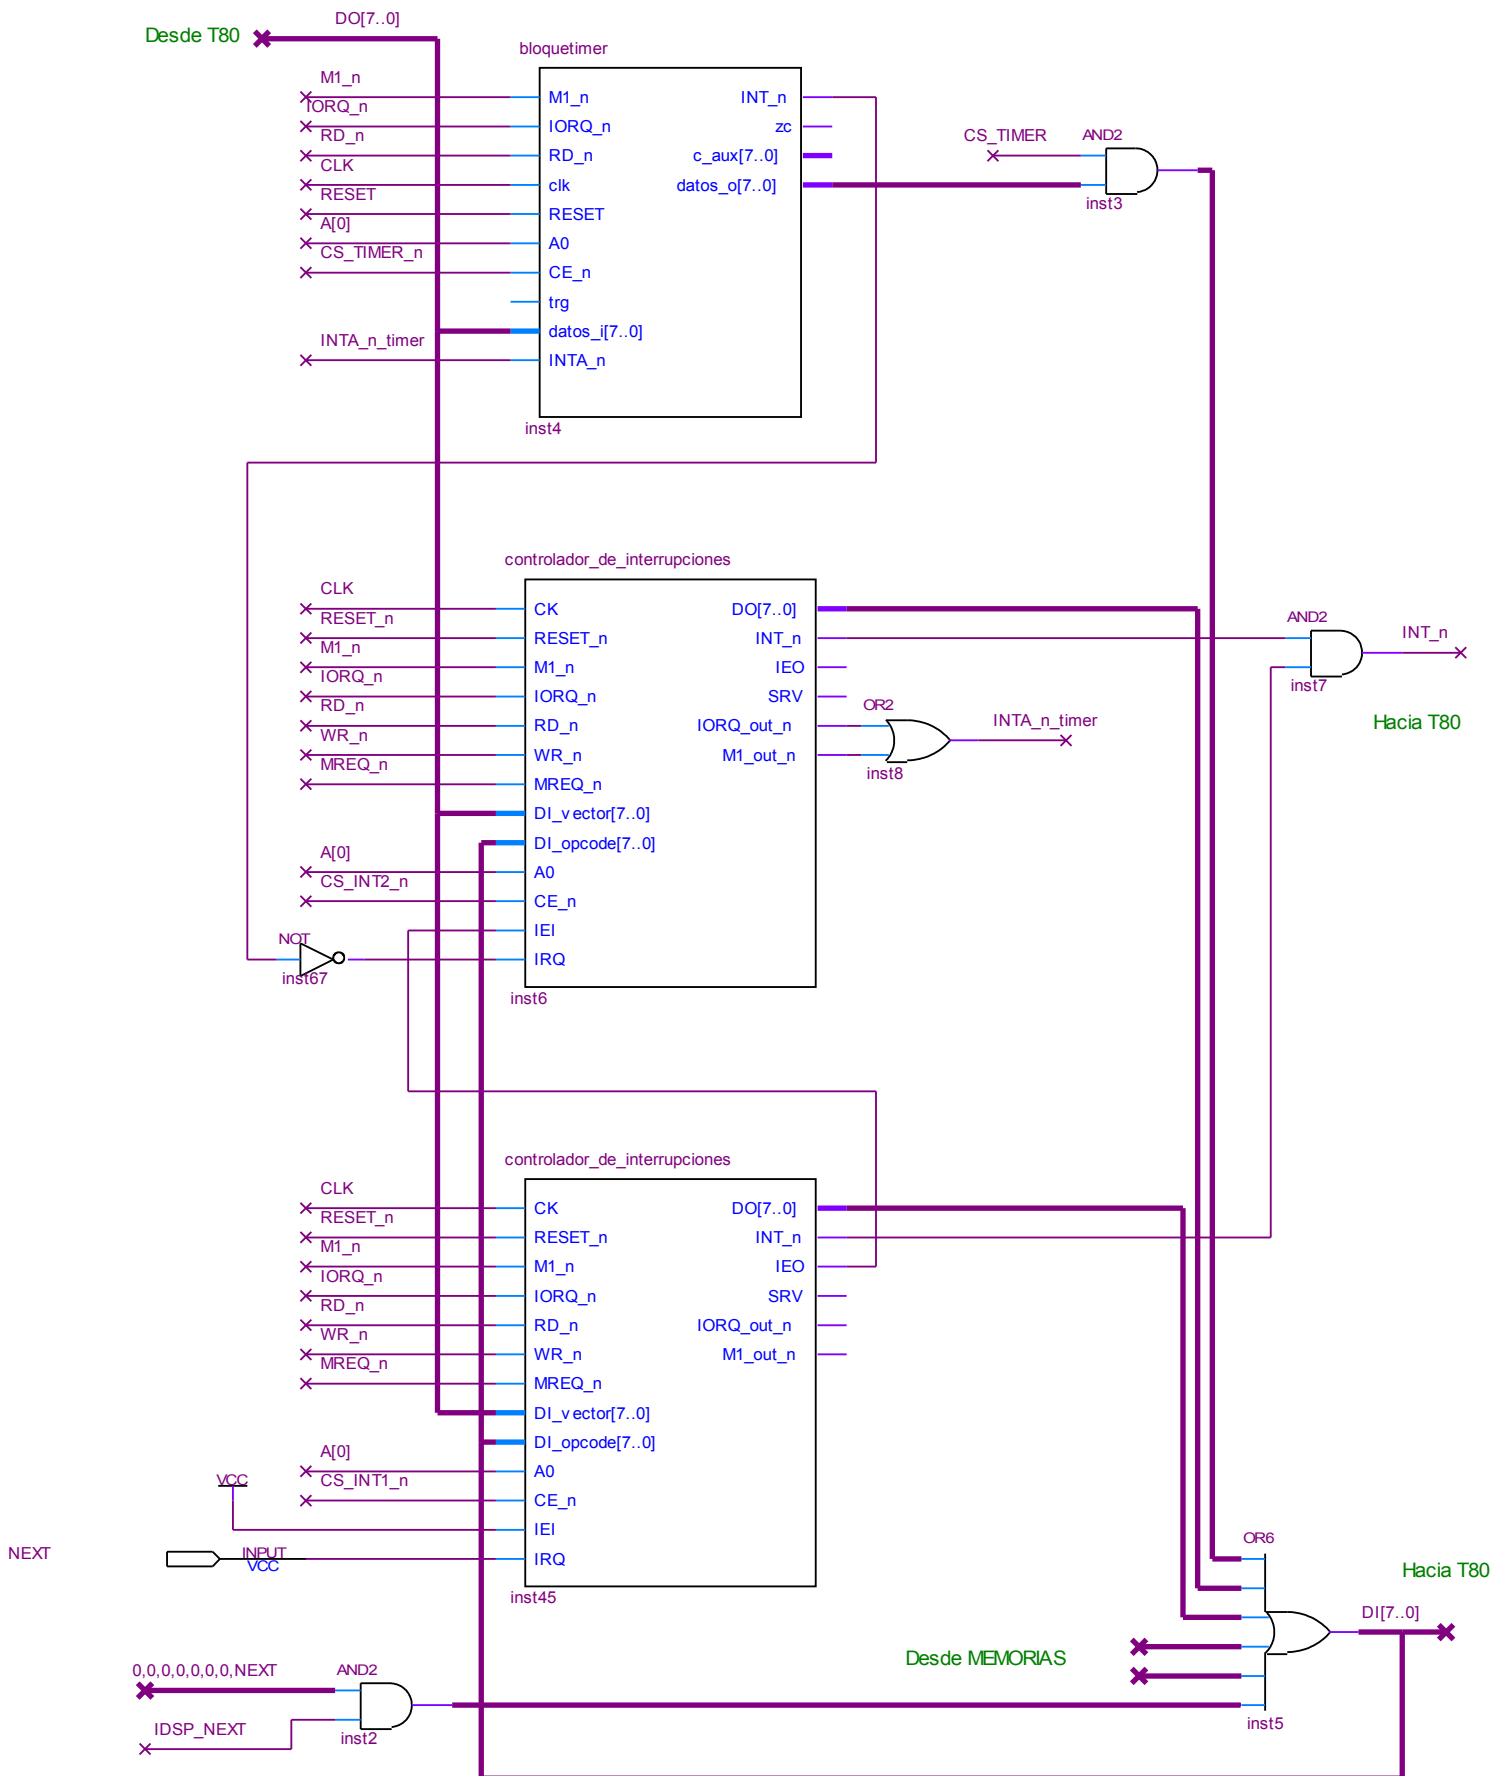 DO[7..0]
Desde T80
bloquetimer
M1_n
IORQ_n
RD_n
CLK
RESET
A[0]
CS_TIMER_n
INTA_n_timer
M1_n
IORQ_n
RD_n
clk
RESET
A0
CE_n
trg
datos_i[7..0]
INTA_n
INT_n
zc
c_aux[7..0]
datos_o[7..0]
inst4
CS_TIMER
AND2
inst3
controlador_de_interrupciones
CLK
RESET_n
M1_n
IORQ_n
RD_n
WR_n
MREQ_n
A[0]
CS_INT2_n
NOT
inst67
CK
RESET_n
M1_n
IORQ_n
RD_n
WR_n
MREQ_n
DI_vector[7..0]
DI_opcode[7..0]
A0
CE_n
IEI
IRQ
DO[7..0]
INT_n
IEO
SRV
IORQ_out_n
M1_out_n
inst6
OR2
inst8
INTA_n_timer
AND2
inst7
INT_n
Hacia T80
controlador_de_interrupciones
CLK
RESET_n
M1_n
IORQ_n
RD_n
WR_n
MREQ_n
A[0]
CS_INT1_n
VCC
NEXT
INPUT
VCC
CK
RESET_n
M1_n
IORQ_n
RD_n
WR_n
MREQ_n
DI_vector[7..0]
DI_opcode[7..0]
A0
CE_n
IEI
IRQ
DO[7..0]
INT_n
IEO
SRV
IORQ_out_n
M1_out_n
inst45
OR6
Hacia T80
DI[7..0]
Desde MEMORIAS
inst5
0,0,0,0,0,0,0,NEXT
AND2
IDSP_NEXT
inst2